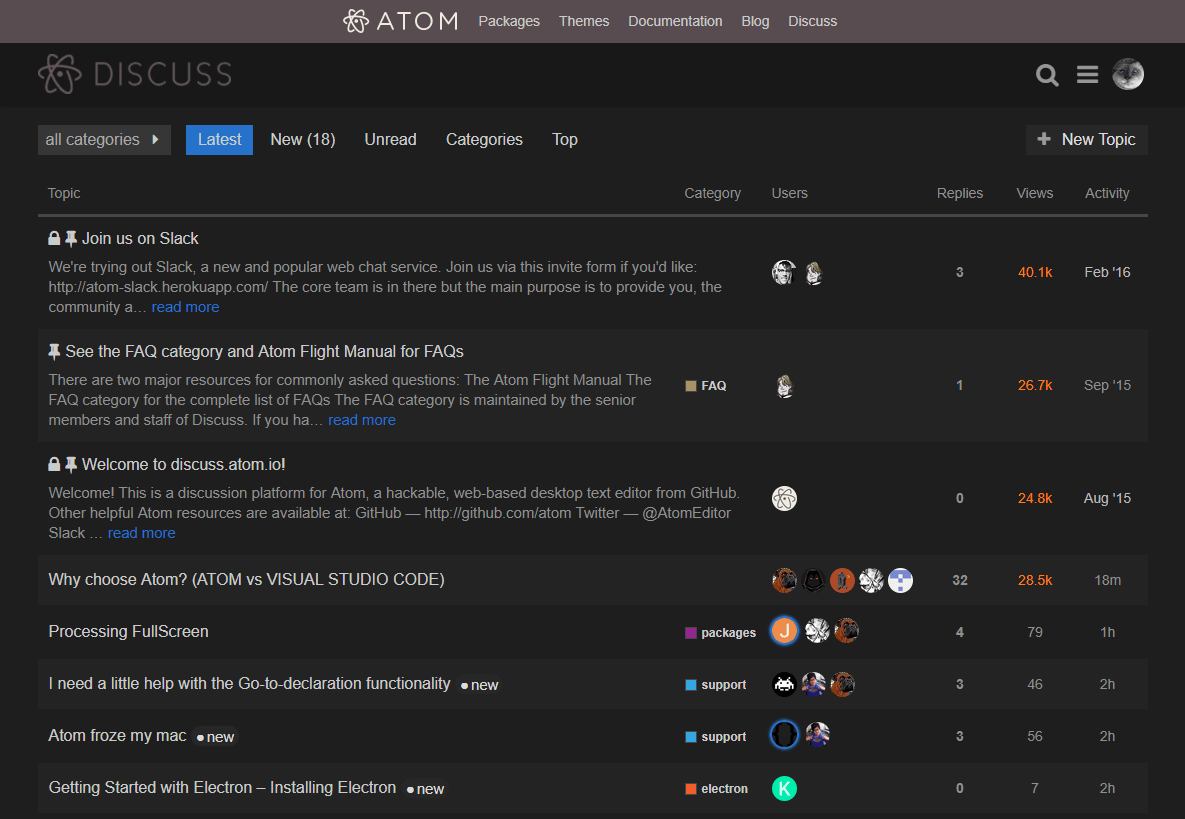 ATOM Packages Themes Documentation Blog Discuss
DISCUSS
all categories Latest New (18) Unread Categories Top + New Topic
Topic Category Users Replies Views Activity
Join us on Slack
We're trying out Slack, a new and popular web chat service. Join us via this invite form if you'd like:
http://atom-slack.herokuapp.com/ The core team is in there but the main purpose is to provide you, the
community a… read more
3 40.1k Feb '16
See the FAQ category and Atom Flight Manual for FAQs
There are two major resources for commonly asked questions: The Atom Flight Manual The
FAQ category for the complete list of FAQs The FAQ category is maintained by the senior
members and staff of Discuss. If you ha… read more
FAQ 1 26.7k Sep '15
Welcome to discuss.atom.io!
Welcome! This is a discussion platform for Atom, a hackable, web-based desktop text editor from GitHub.
Other helpful Atom resources are available at: GitHub — http://github.com/atom Twitter — @AtomEditor
Slack … read more
0 24.8k Aug '15
Why choose Atom? (ATOM vs VISUAL STUDIO CODE) 32 28.5k 18m
Processing FullScreen packages J 4 79 1h
I need a little help with the Go-to-declaration functionality • new support 3 46 2h
Atom froze my mac • new support 3 56 2h
Getting Started with Electron – Installing Electron • new electron K 0 7 2h